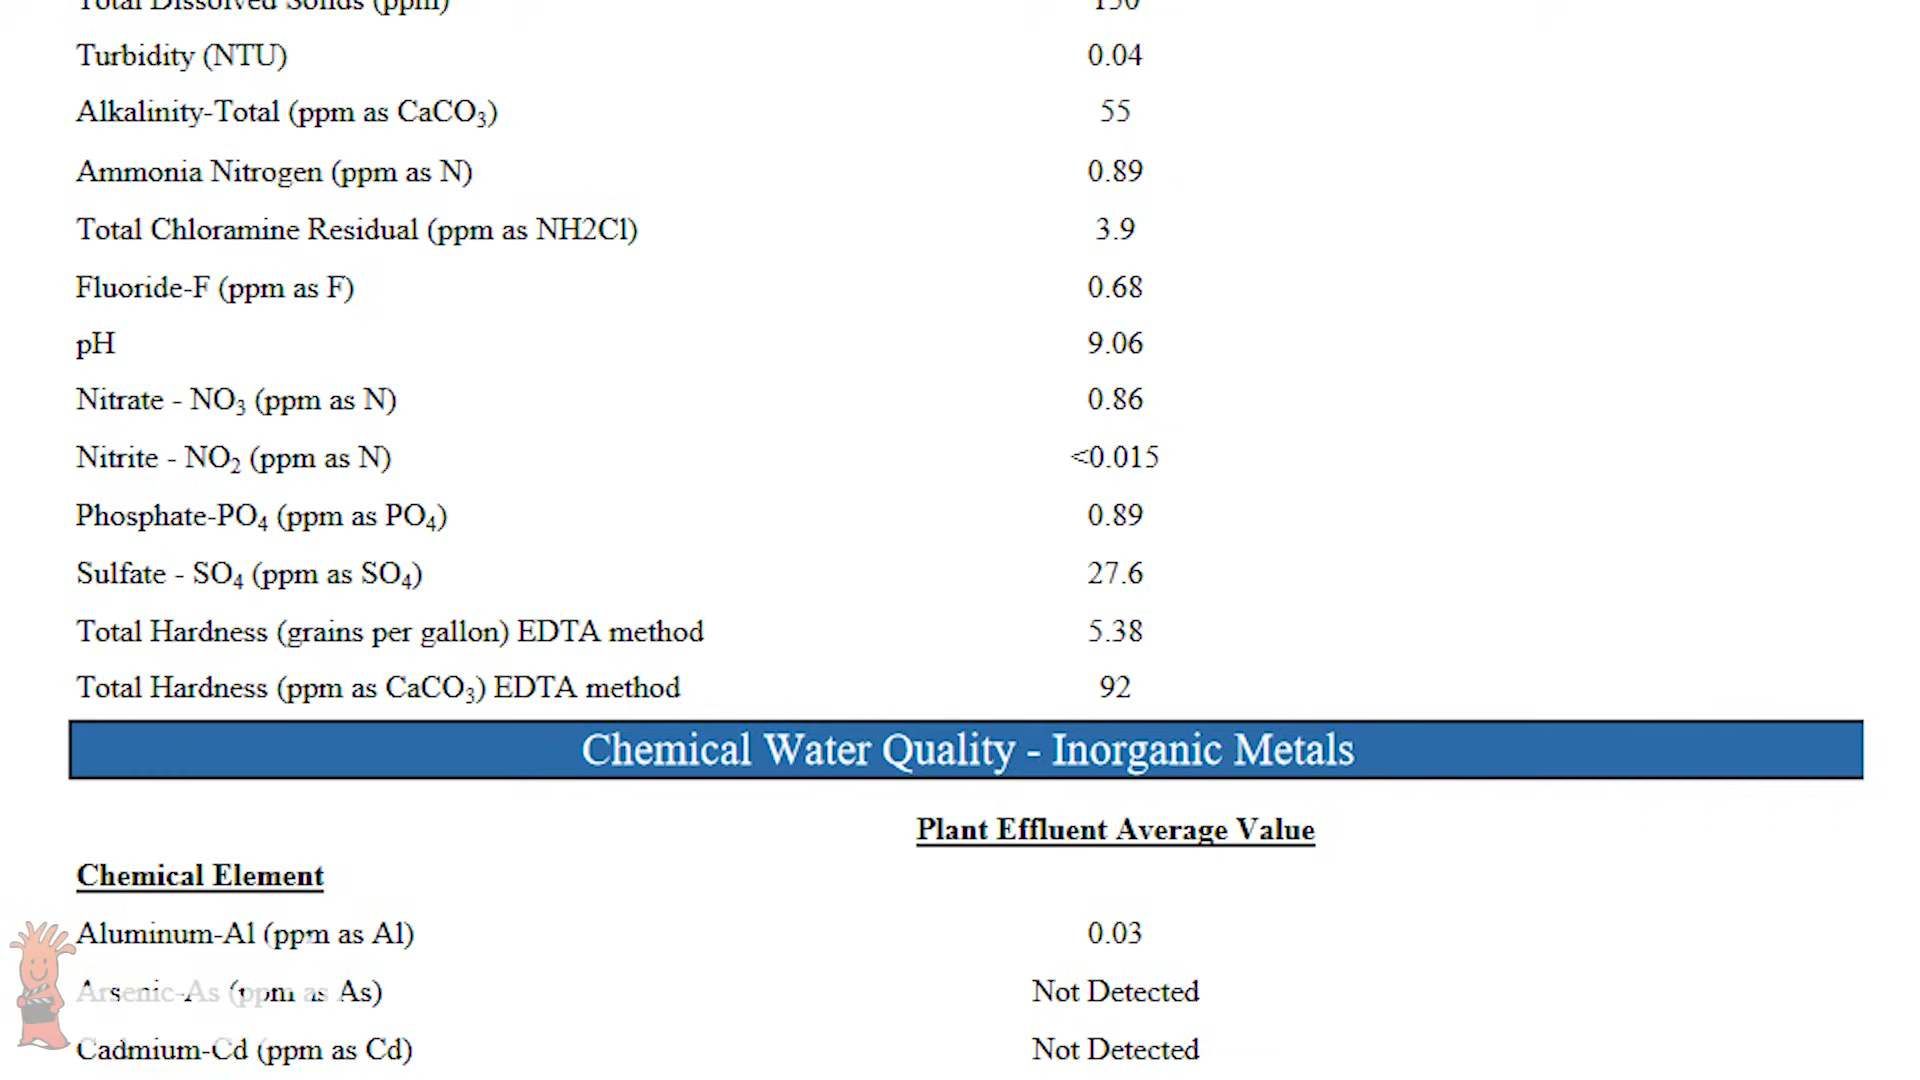 Total Dissolved Solids (ppm) 150
Turbidity (NTU) 0.04
Alkalinity-Total (ppm as CaCO₃) 55
Ammonia Nitrogen (ppm as N) 0.89
Total Chloramine Residual (ppm as NH2Cl) 3.9
Fluoride-F (ppm as F) 0.68
pH 9.06
Nitrate - NO₃ (ppm as N) 0.86
Nitrite - NO₂ (ppm as N) <0.015
Phosphate-PO₄ (ppm as PO₄) 0.89
Sulfate - SO₄ (ppm as SO₄) 27.6
Total Hardness (grains per gallon) EDTA method 5.38
Total Hardness (ppm as CaCO₃) EDTA method 92
Chemical Water Quality - Inorganic Metals
Plant Effluent Average Value
Chemical Element
Aluminum-Al (ppm as Al) 0.03
Arsenic-As (ppm as As) Not Detected
Cadmium-Cd (ppm as Cd) Not Detected